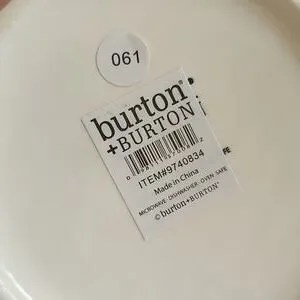 061
burton®
+BURTON
ITEM#9740834
Made in China
MICROWAVE · DISHWASHER · OVEN SAFE
© burton+BURTON®